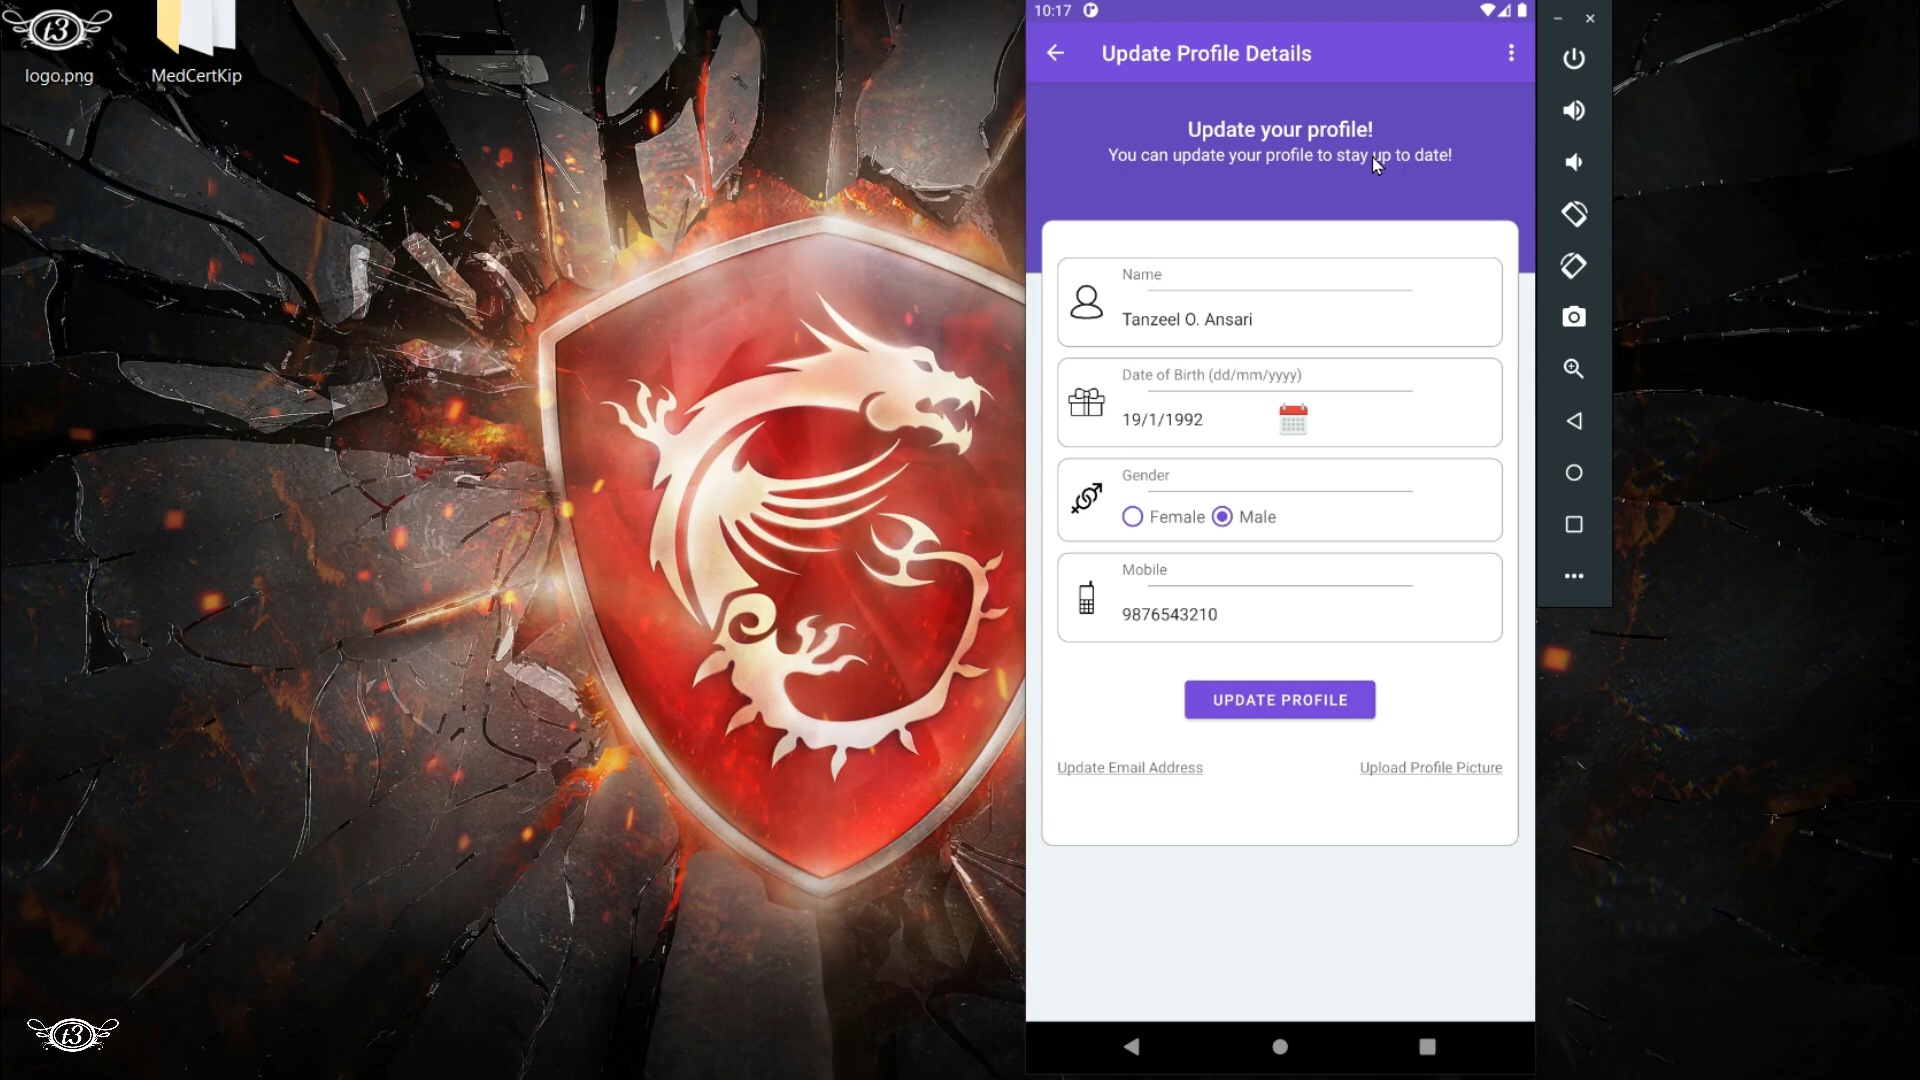 t3
logo.png
MedCertKip
10:17
Update Profile Details
Update your profile!
You can update your profile to stay up to date!
Name
Tanzeel O. Ansari
Date of Birth (dd/mm/yyyy)
19/1/1992
Gender
Female
Male
Mobile
9876543210
UPDATE PROFILE
Update Email Address
Upload Profile Picture
t3